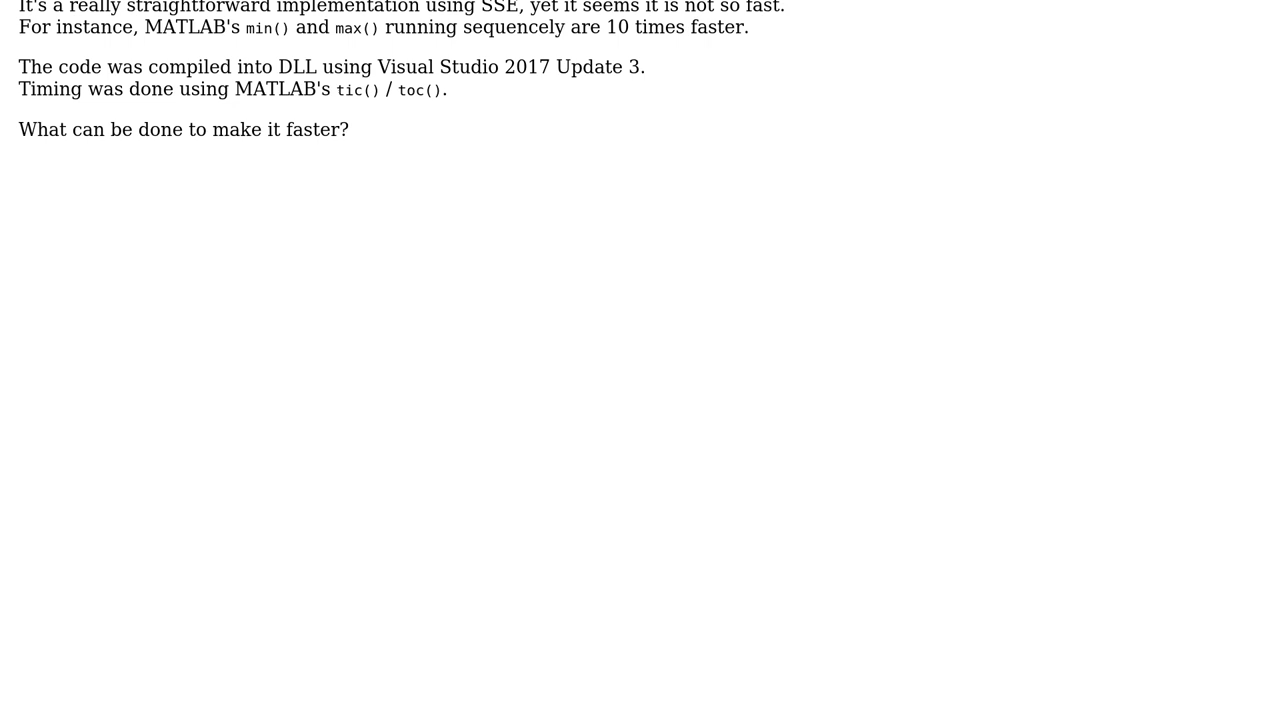 It's a really straightforward implementation using SSE, yet it seems it is not so fast.
For instance, MATLAB's min() and max() running sequencely are 10 times faster.
The code was compiled into DLL using Visual Studio 2017 Update 3.
Timing was done using MATLAB's tic() / toc().
What can be done to make it faster?